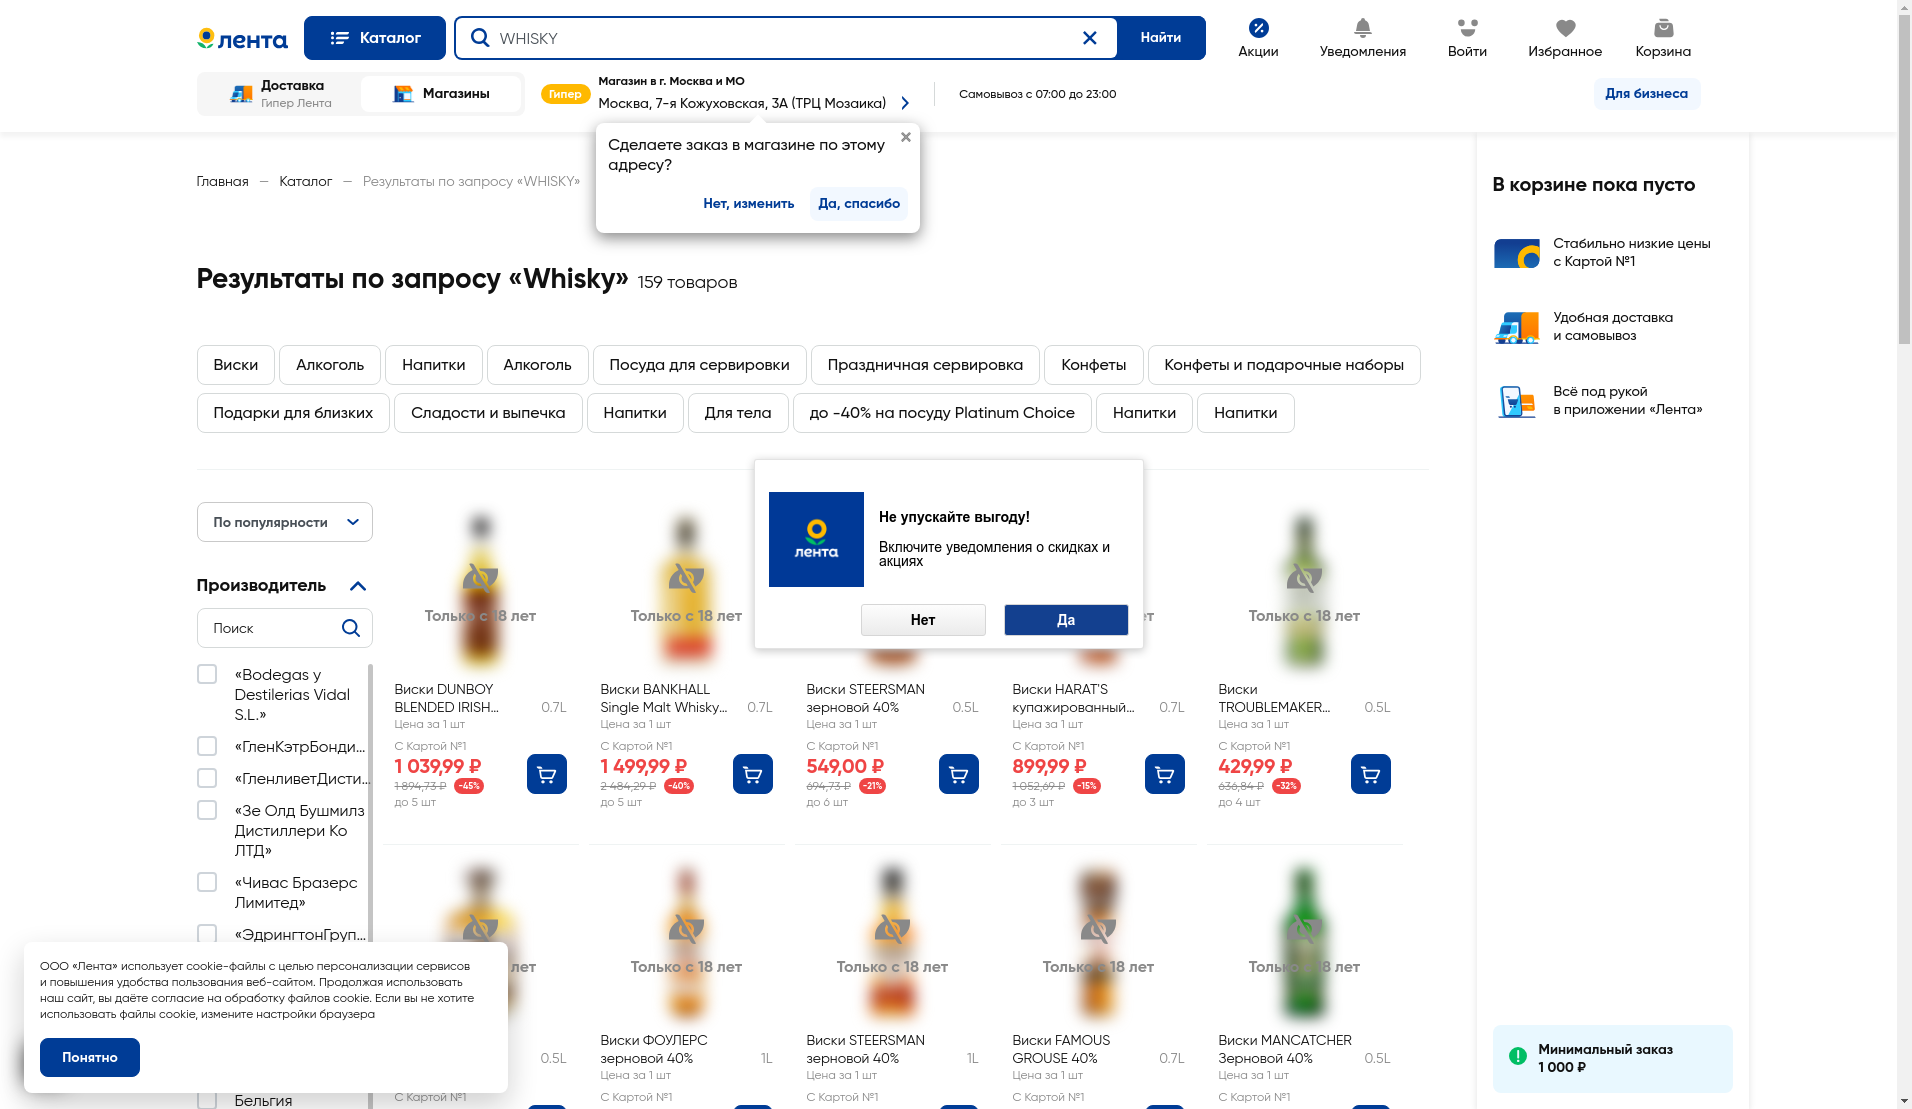 лента
Каталог
WHISKY
Найти
Акции
Уведомления
Войти
Избранное
Корзина
Доставка
Гипер Лента
Магазины
Гипер
Магазин в г. Москва и МО
Москва, 7-я Кожуховская, 3А (ТРЦ Мозаика)
Самовывоз с 07:00 до 23:00
Для бизнеса
Сделаете заказ в магазине по этому
адресу?
Нет, изменить
Да, спасибо
Главная — Каталог — Результаты по запросу «WHISKY»
Результаты по запросу «Whisky» 159 товаров
Виски
Алкоголь
Напитки
Алкоголь
Посуда для сервировки
Праздничная сервировка
Конфеты
Конфеты и подарочные наборы
Подарки для близких
Сладости и выпечка
Напитки
Для тела
до -40% на посуду Platinum Choice
Напитки
Напитки
По популярности
Производитель
Поиск
«Bodegas y
Destilerias Vidal
S.L.»
«ГленКэтрБонди...
«ГленливетДисти...
«Зе Олд Бушмилз
Дистиллери Ко
ЛТД»
«Чивас Бразерс
Лимитед»
«ЭдрингтонГруп...
Бельгия
Только с 18 лет
Виски DUNBOY
BLENDED IRISH...
0.7L
Цена за 1 шт
С Картой №1
1 039,99 ₽
1 894,73 ₽
-45%
до 5 шт
Только с 18 лет
Виски BANKHALL
Single Malt Whisky...
0.7L
Цена за 1 шт
С Картой №1
1 499,99 ₽
2 484,29 ₽
-40%
до 5 шт
Виски STEERSMAN
зерновой 40%
0.5L
Цена за 1 шт
С Картой №1
549,00 ₽
694,73 ₽
-21%
до 6 шт
ет
Виски HARAT'S
купажированный...
0.7L
Цена за 1 шт
С Картой №1
899,99 ₽
1 052,69 ₽
-15%
до 3 шт
Только с 18 лет
Виски
TROUBLEMAKER...
0.5L
Цена за 1 шт
С Картой №1
429,99 ₽
636,84 ₽
-32%
до 4 шт
лет
0.5L
С Картой №1
Только с 18 лет
Виски ФОУЛЕРС
зерновой 40%
1L
Цена за 1 шт
С Картой №1
Только с 18 лет
Виски STEERSMAN
зерновой 40%
1L
Цена за 1 шт
С Картой №1
Только с 18 лет
Виски FAMOUS
GROUSE 40%
0.7L
Цена за 1 шт
С Картой №1
Только с 18 лет
Виски MANCATCHER
Зерновой 40%
0.5L
Цена за 1 шт
С Картой №1
лента
Не упускайте выгоду!
Включите уведомления о скидках и
акциях
Нет
Да
ООО «Лента» использует cookie-файлы с целью персонализации сервисов
и повышения удобства пользования веб-сайтом. Продолжая использовать
наш сайт, вы даёте согласие на обработку файлов cookie. Если вы не хотите
использовать файлы cookie, измените настройки браузера
Понятно
В корзине пока пусто
Стабильно низкие цены
с Картой №1
Удобная доставка
и самовывоз
Всё под рукой
в приложении «Лента»
Минимальный заказ
1 000 ₽